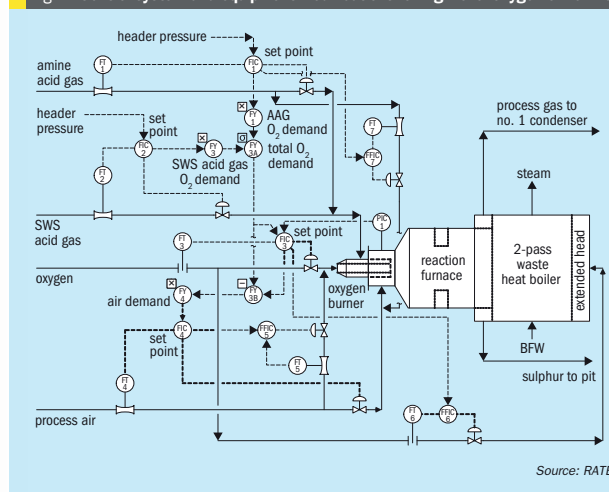 header pressure
set point
FT 1
FIC 1
amine acid gas
header pressure
set point
FY 1
AAG O2 demand
FT 7
process gas to no. 1 condenser
FIC 2
FY 3
FY 3A
total O2 demand
SWS acid gas O2 demand
FFIC 7
FT 2
steam
SWS acid gas
PIC 1
FT 3
FIC 3
set point
reaction furnace
2-pass waste heat boiler
extended head
oxygen
oxygen burner
air demand
FY 4
FY 3B
FIC 4
set point
FFIC 5
FT 5
BFW
sulphur to pit
FT 4
process air
FT 6
FFIC 6
Source: RATE